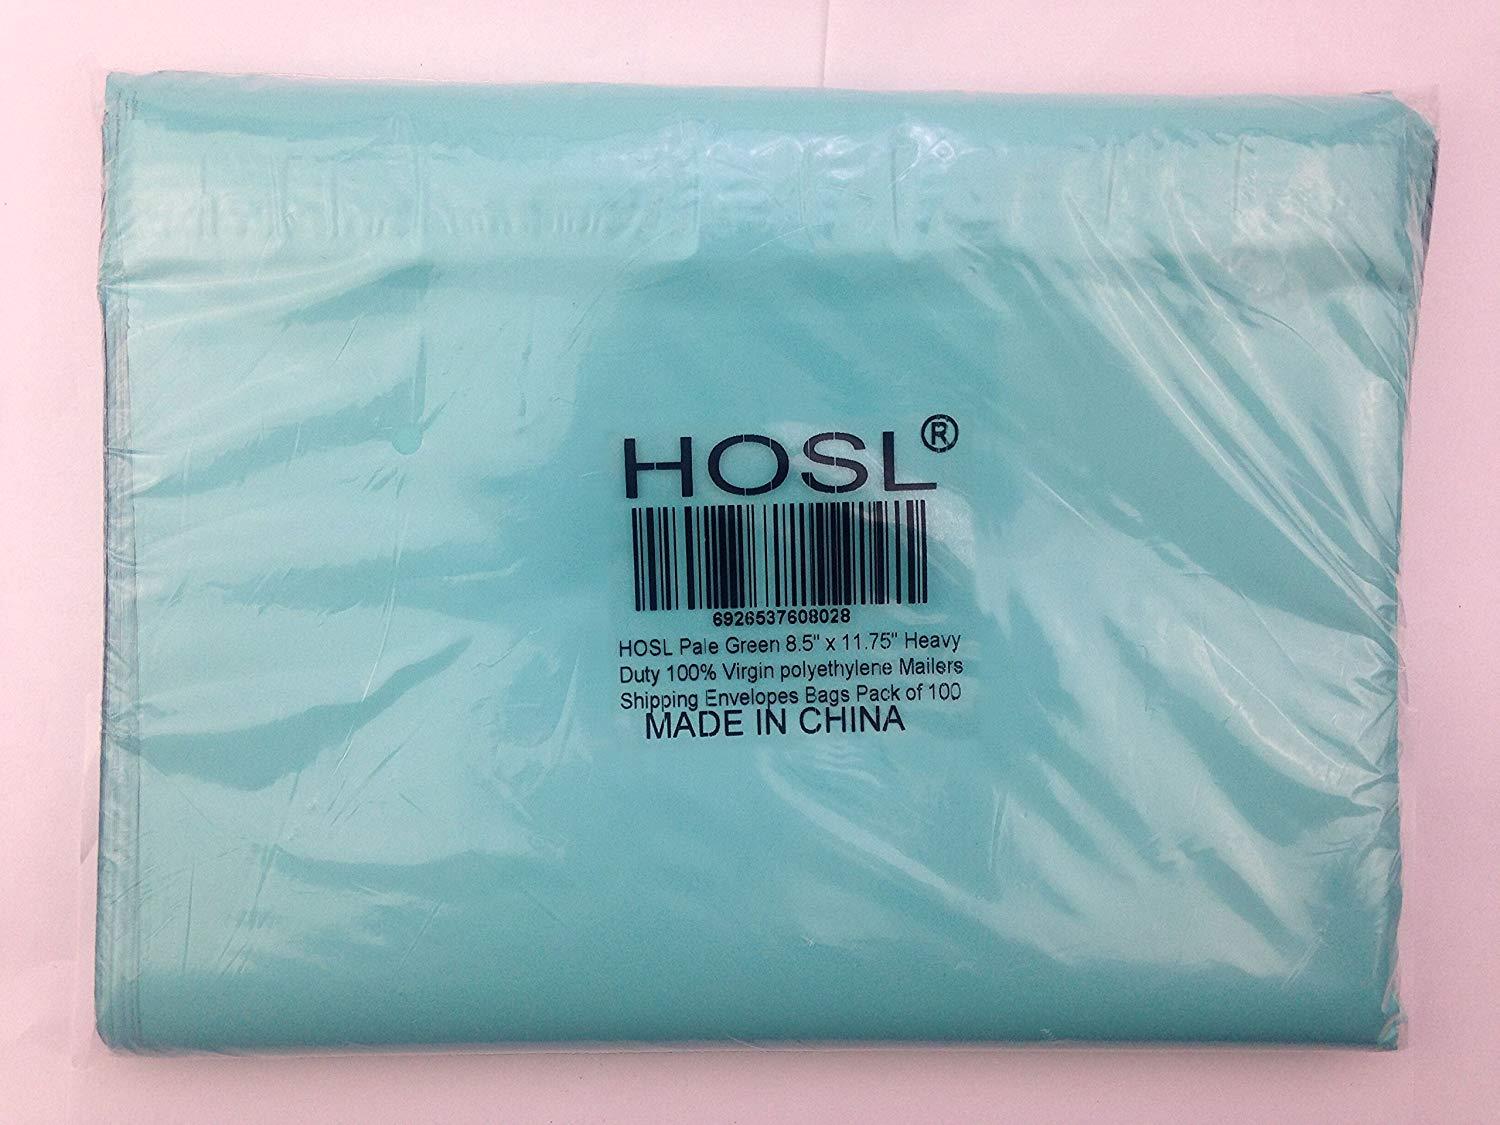 HOSL®
6926537608028
HOSL Pale Green 8.5" x 11.75" Heavy
Duty 100% Virgin polyethylene Mailers
Shipping Envelopes Bags Pack of 100
MADE IN CHINA